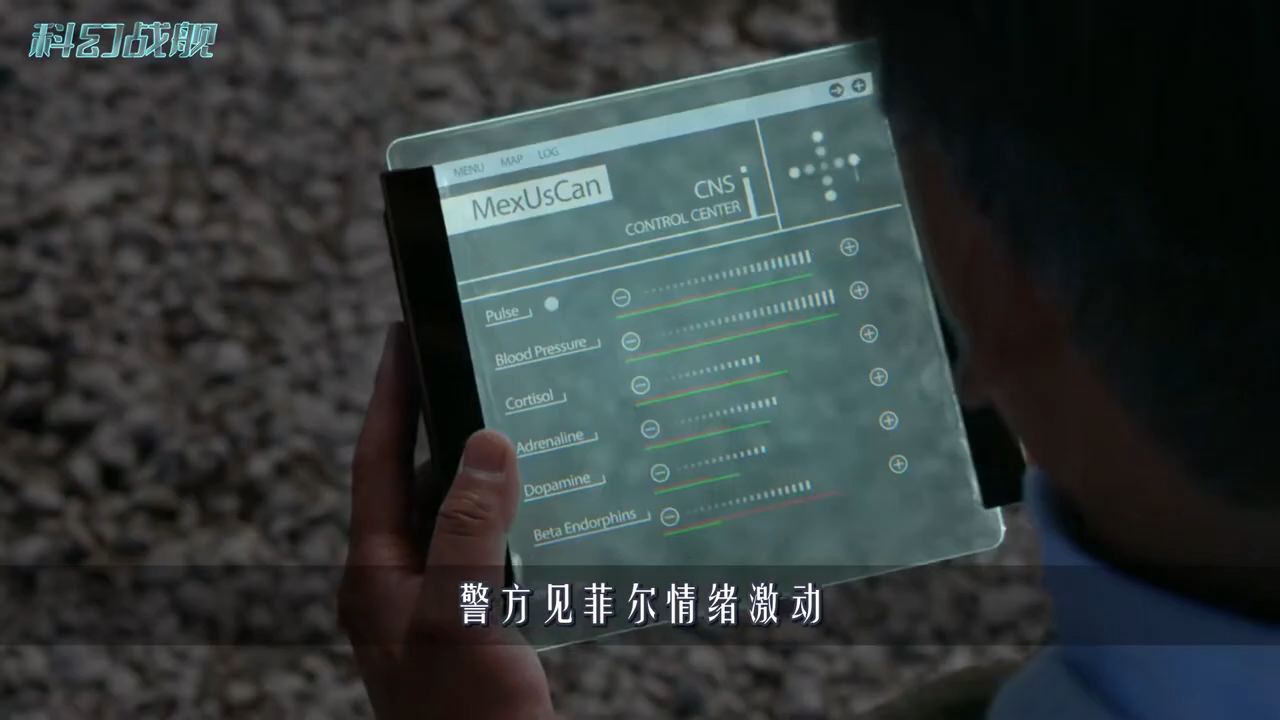 科幻战舰
MENU MAP LOG
MexUsCan
CNS i
CONTROL CENTER
Pulse
Blood Pressure
Cortisol
Adrenaline
Dopamine
Beta Endorphins
警方见菲尔情绪激动